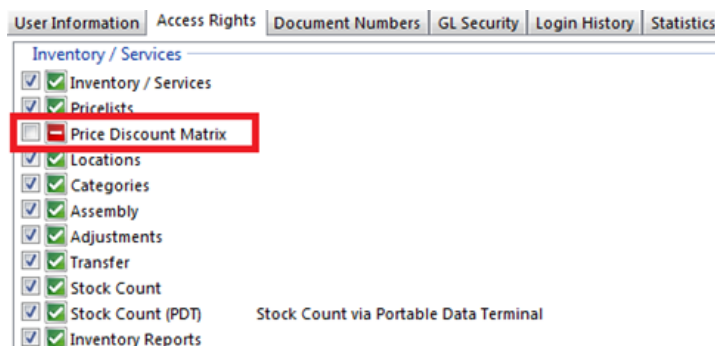 User Information Access Rights Document Numbers GL Security Login History Statistics
Inventory / Services
Inventory / Services
Pricelists
Price Discount Matrix
Locations
Categories
Assembly
Adjustments
Transfer
Stock Count
Stock Count (PDT) Stock Count via Portable Data Terminal
Inventory Reports